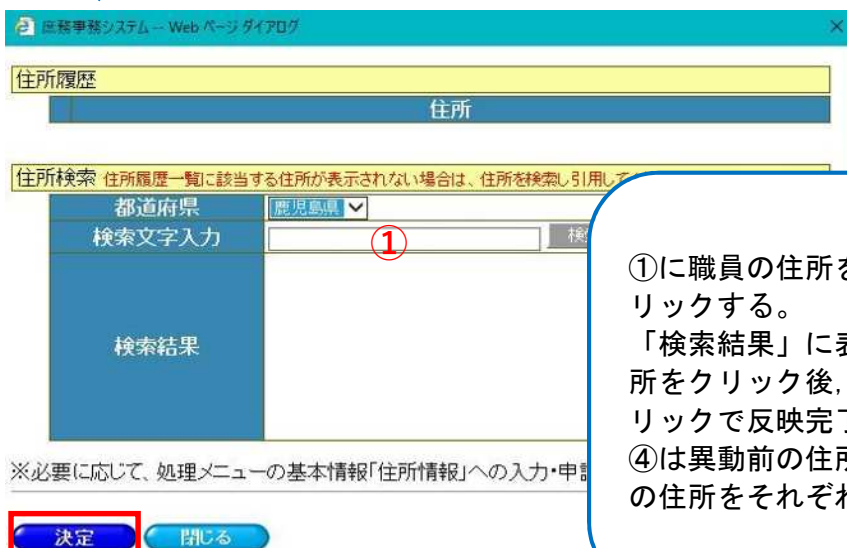 庶務事務システム -- Web ページ ダイアログ
住所履歴
住所
住所検索 住所履歴一覧に該当する住所が表示されない場合は、住所を検索し引用して
都道府県 鹿児島県
検索文字入力 ① 検
検索結果
①に職員の住所を
リックする。
「検索結果」に表
所をクリック後,
リックで反映完了
④は異動前の住所
の住所をそれぞれ
※必要に応じて、処理メニューの基本情報「住所情報」への入力・申請
決定 閉じる